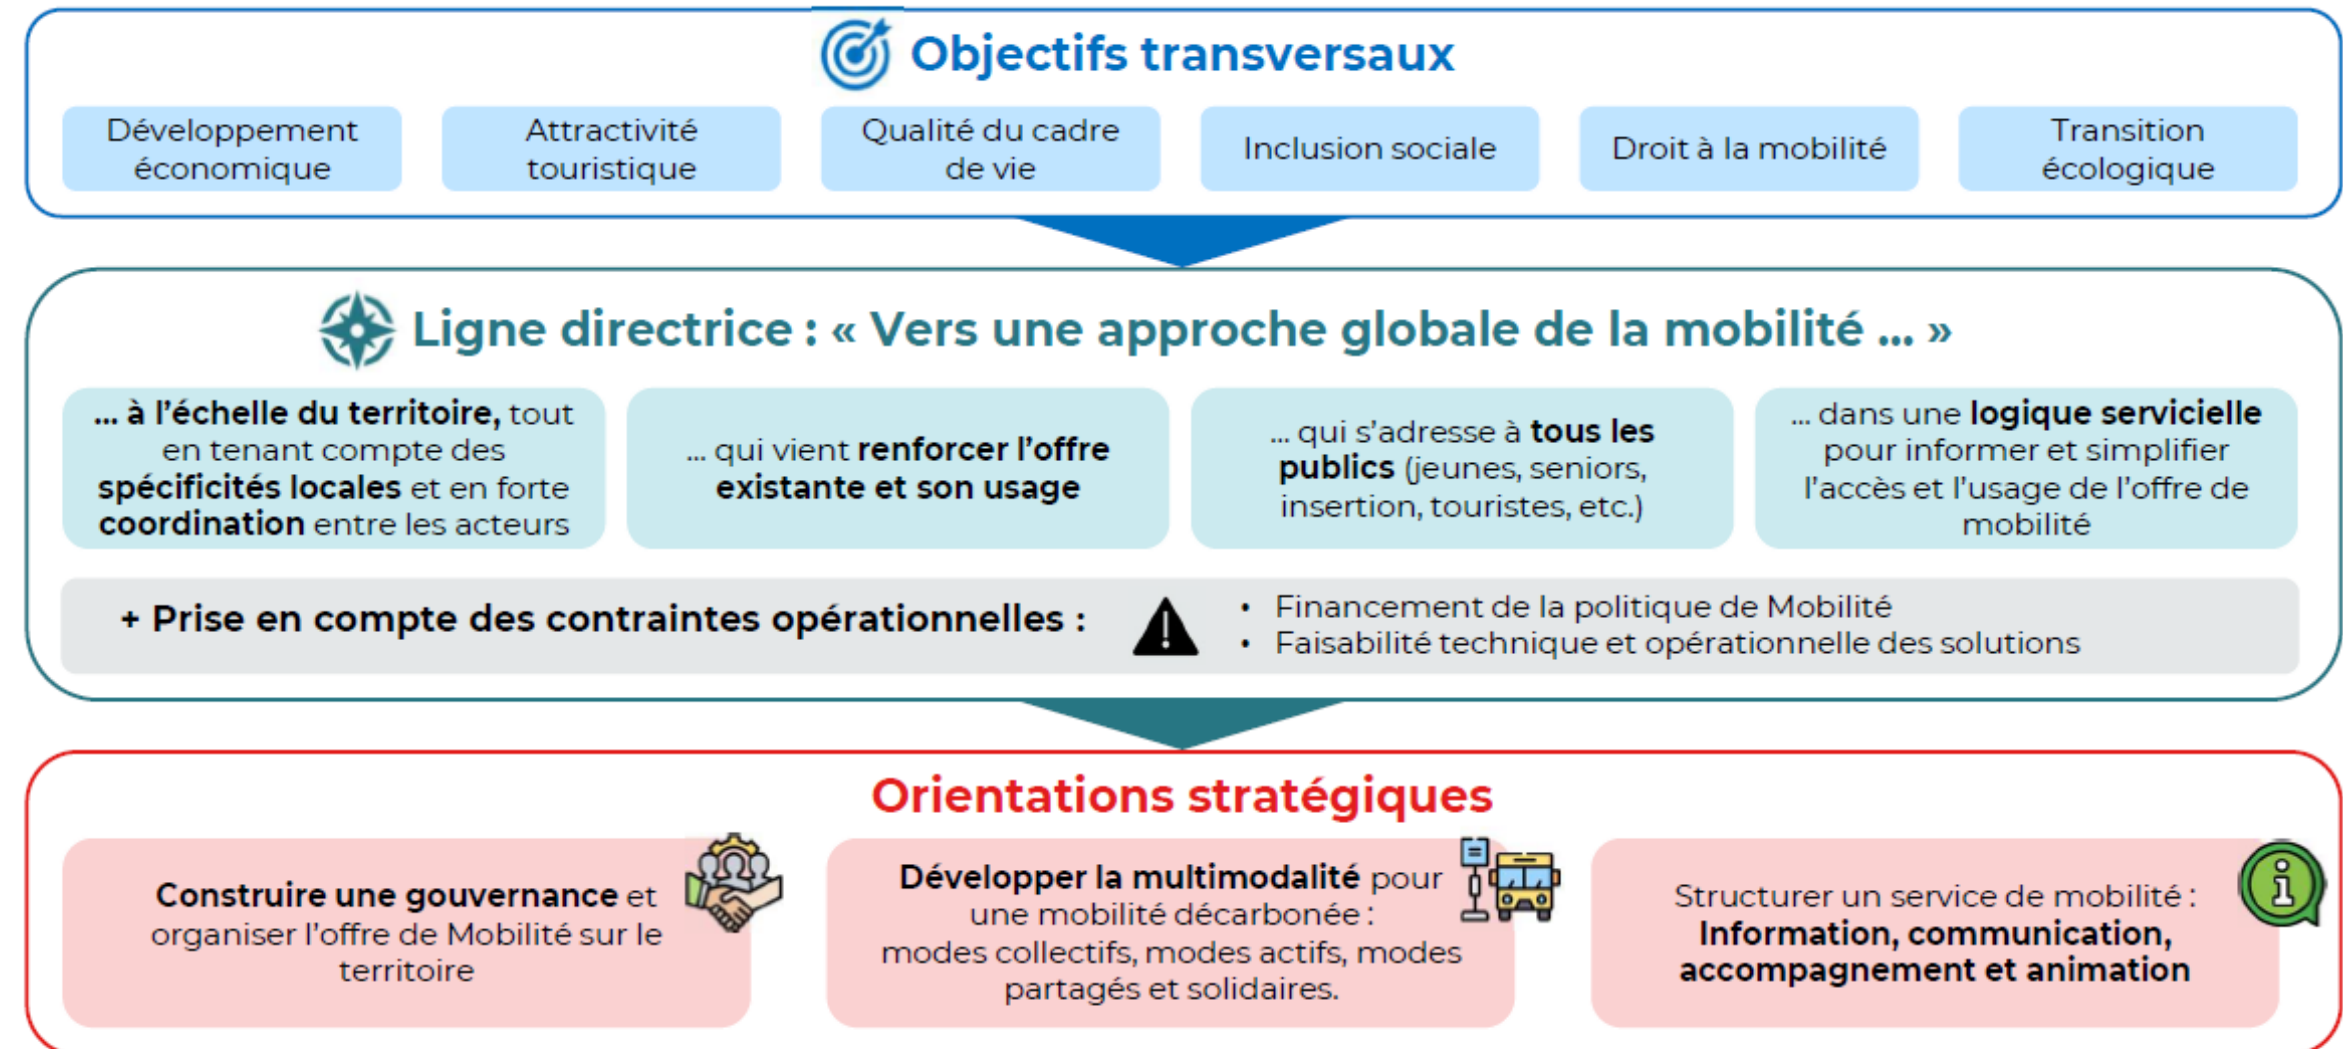 Objectifs transversaux
Développement
économique
Attractivité
touristique
Qualité du cadre
de vie
Inclusion sociale
Droit à la mobilité
Transition
écologique
Ligne directrice : « Vers une approche globale de la mobilité ... »
... à l’échelle du territoire, tout
en tenant compte des
spécificités locales et en forte
coordination entre les acteurs
... qui vient renforcer l’offre
existante et son usage
... qui s’adresse à tous les
publics (jeunes, seniors,
insertion, touristes, etc.)
... dans une logique servicielle
pour informer et simplifier
l’accès et l’usage de l’offre de
mobilité
+ Prise en compte des contraintes opérationnelles :
• Financement de la politique de Mobilité
• Faisabilité technique et opérationnelle des solutions
Orientations stratégiques
Construire une gouvernance et
organiser l’offre de Mobilité sur le
territoire
Développer la multimodalité pour
une mobilité décarbonée :
modes collectifs, modes actifs, modes
partagés et solidaires.
Structurer un service de mobilité :
Information, communication,
accompagnement et animation